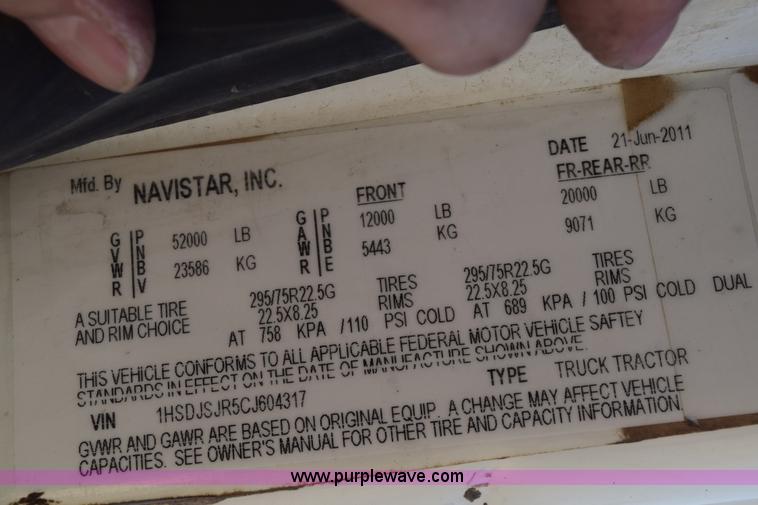 DATE 21-Jun-2011
Mfd. By NAVISTAR, INC.
FRONT FR-REAR-RR
GVWR PNBV 52000 LB GAWR PNBE 12000 LB 20000 LB
23586 KG 5443 KG 9071 KG
A SUITABLE TIRE 295/75R22.5G TIRES 295/75R22.5G TIRES
AND RIM CHOICE 22.5X8.25 RIMS 22.5X8.25 RIMS
AT 758 KPA /110 PSI COLD AT 689 KPA / 100 PSI COLD DUAL
THIS VEHICLE CONFORMS TO ALL APPLICABLE FEDERAL MOTOR VEHICLE SAFTEY
STANDARDS IN EFFECT ON THE DATE OF MANUFACTURE SHOWN ABOVE.
VIN 1HSDJSJR5CJ604317 TYPE TRUCK TRACTOR
GVWR AND GAWR ARE BASED ON ORIGINAL EQUIP. A CHANGE MAY AFFECT VEHICLE
CAPACITIES. SEE OWNER'S MANUAL FOR OTHER TIRE AND CAPACITY INFORMATION
www.purplewave.com